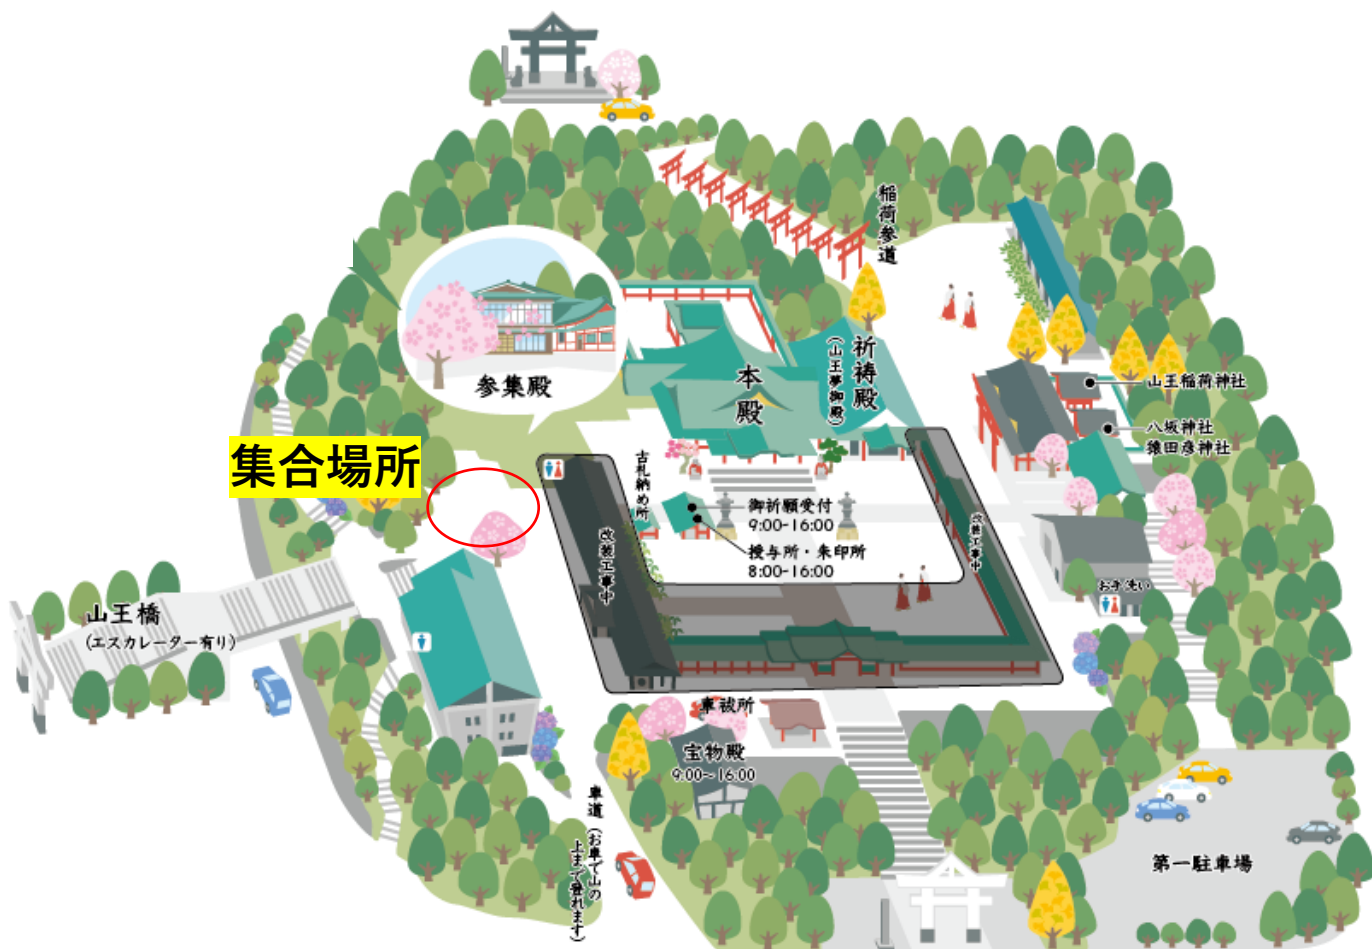 稲荷参道
参集殿
本殿
祈祷殿
(山王夢御殿)
山王稲荷神社
八坂神社
猿田彦神社
集合場所
古札納め所
御祈願受付
9:00-16:00
授与所・朱印所
8:00-16:00
改装工事中
改装工事中
お手洗い
山王橋
(エスカレーター有り)
車祓所
宝物殿
9:00~16:00
車道(お車で山の
上まで登れます)
第一駐車場